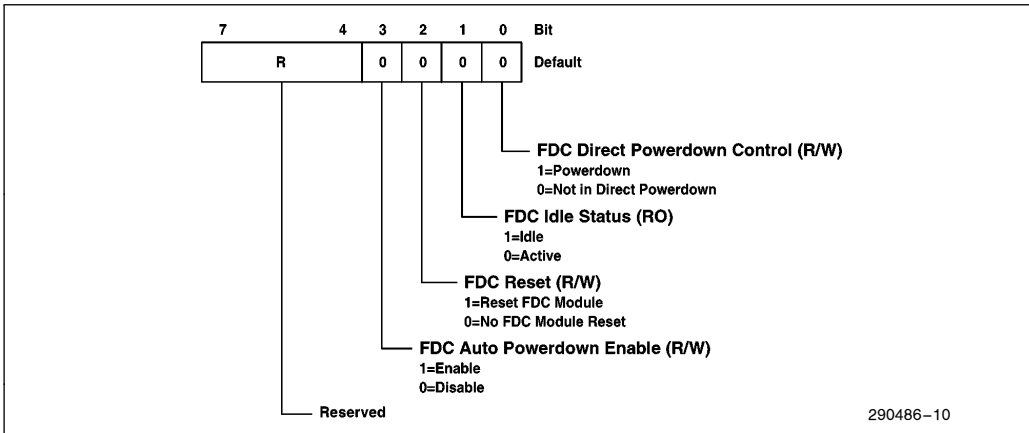 7 4 3 2 1 0 Bit
R 0 0 0 0 Default
FDC Direct Powerdown Control (R/W)
1=Powerdown
0=Not in Direct Powerdown
FDC Idle Status (RO)
1=Idle
0=Active
FDC Reset (R/W)
1=Reset FDC Module
0=No FDC Module Reset
FDC Auto Powerdown Enable (R/W)
1=Enable
0=Disable
Reserved
290486–10